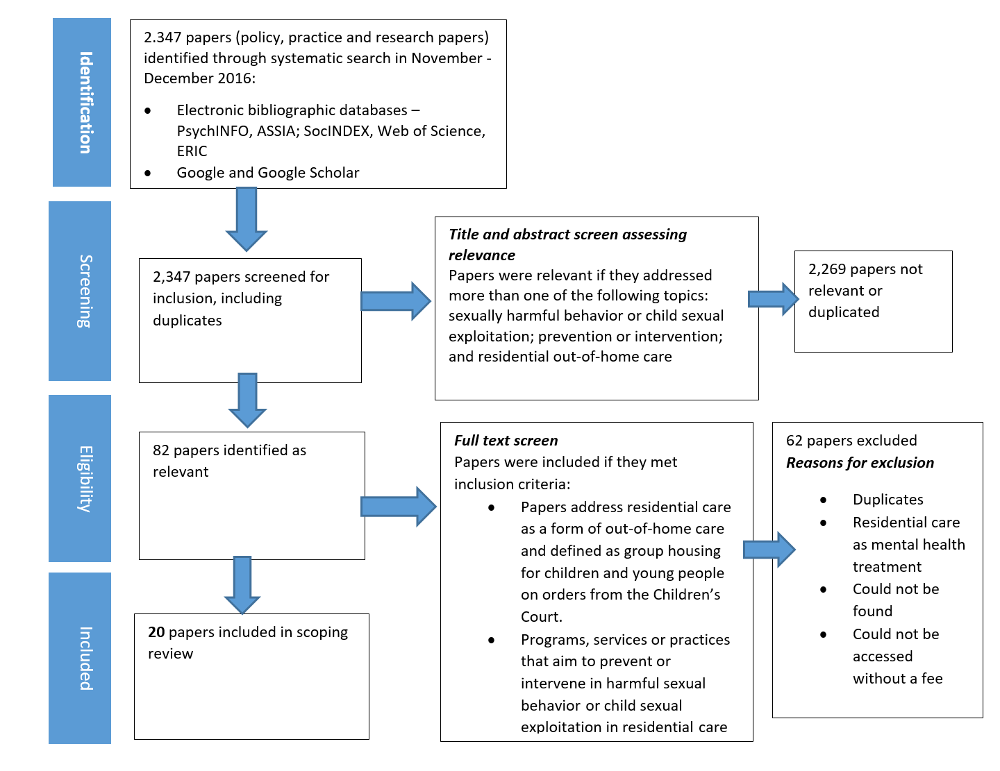 Identification
2.347 papers (policy, practice and research papers)
identified through systematic search in November -
December 2016:
• Electronic bibliographic databases –
PsychINFO, ASSIA; SocINDEX, Web of Science,
ERIC
• Google and Google Scholar
Screening
2,347 papers screened for
inclusion, including
duplicates
Title and abstract screen assessing
relevance
Papers were relevant if they addressed
more than one of the following topics:
sexually harmful behavior or child sexual
exploitation; prevention or intervention;
and residential out-of-home care
2,269 papers not
relevant or
duplicated
Eligibility
82 papers identified as
relevant
Full text screen
Papers were included if they met
inclusion criteria:
• Papers address residential care
as a form of out-of-home care
and defined as group housing
for children and young people
on orders from the Children’s
Court.
• Programs, services or practices
that aim to prevent or
intervene in harmful sexual
behavior or child sexual
exploitation in residential care
62 papers excluded
Reasons for exclusion
• Duplicates
• Residential care
as mental health
treatment
• Could not be
found
• Could not be
accessed
without a fee
Included
20 papers included in scoping
review